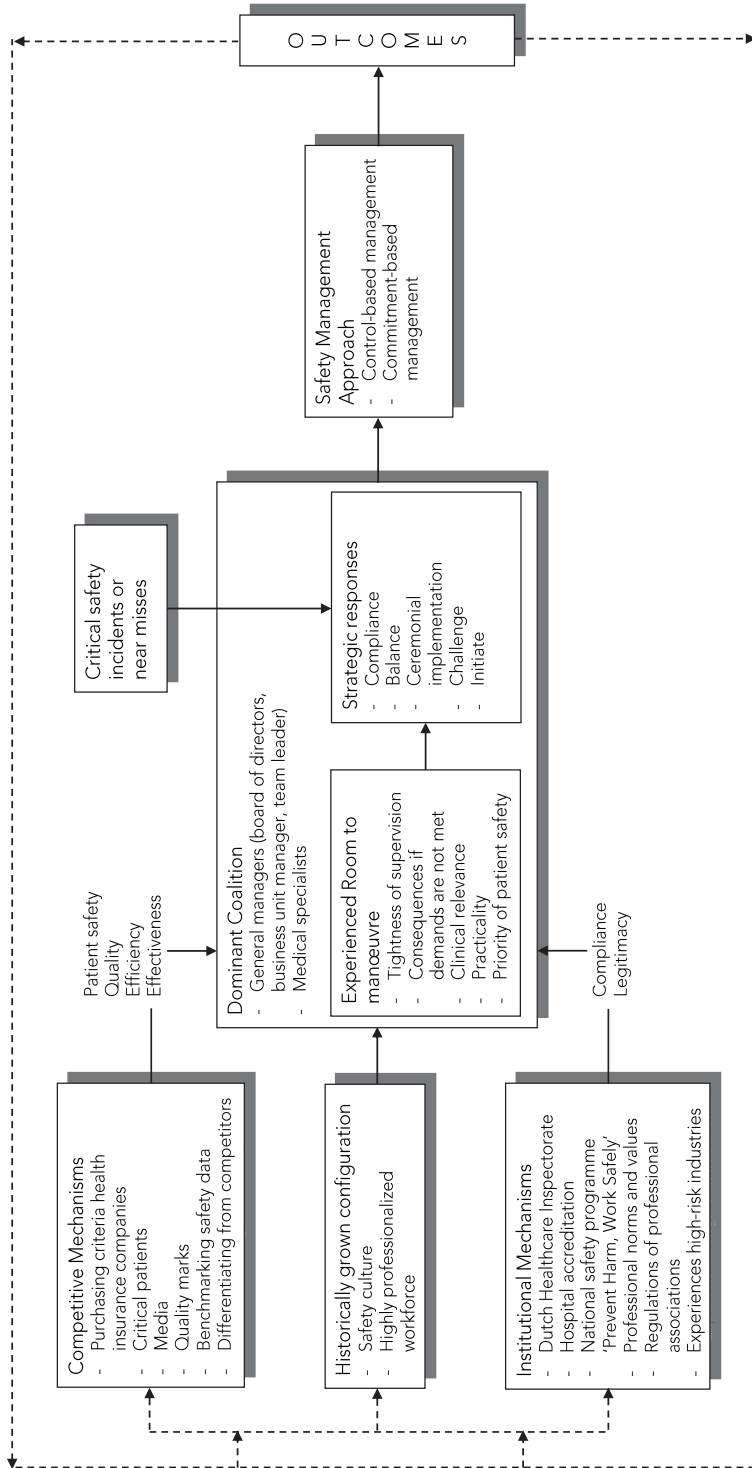 Competitive Mechanisms
- Purchasing criteria health
insurance companies
- Critical patients
- Media
- Quality marks
- Benchmarking safety data
- Differentiating from competitors
Historically grown configuration
- Safety culture
- Highly professionalized
workforce
Institutional Mechanisms
- Dutch Healthcare Inspectorate
- Hospital accreditation
- National safety programme
‘Prevent Harm, Work Safely’
- Professional norms and values
- Regulations of professional
associations
- Experiences high-risk industries
Patient safety
Quality
Efficiency
Effectiveness
Compliance
Legitimacy
Dominant Coalition
- General managers (board of directors,
business unit manager, team leader)
- Medical specialists
Experienced Room to
manœuvre
- Tightness of supervision
- Consequences if
demands are not met
- Clinical relevance
- Practicality
- Priority of patient safety
Strategic responses
- Compliance
- Balance
- Ceremonial
implementation
- Challenge
- Initiate
Critical safety
incidents or
near misses
Safety Management
Approach
- Control-based management
- Commitment-based
management
OUTCOMES